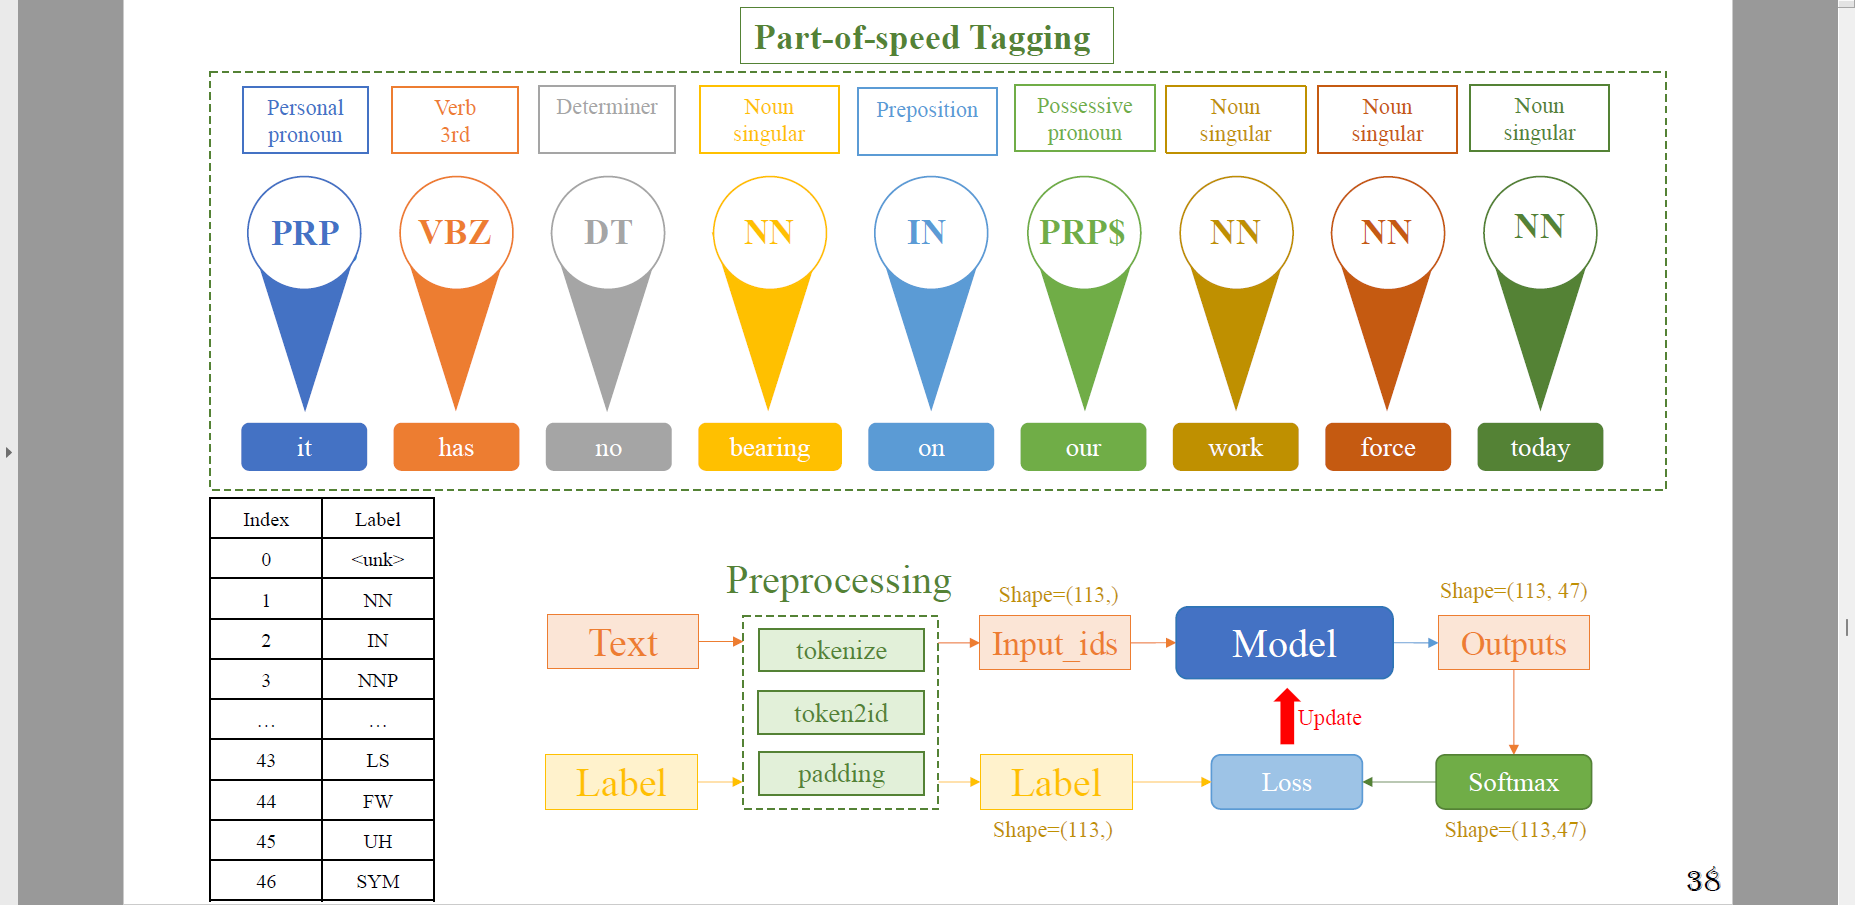 Part-of-speed Tagging
Personal pronoun
Verb 3rd
Determiner
Noun singular
Preposition
Possessive pronoun
Noun singular
Noun singular
Noun singular
PRP VBZ DT NN IN PRP$ NN NN NN
it has no bearing on our work force today
Index Label
0 <unk>
1 NN
2 IN
3 NNP
... ...
43 LS
44 FW
45 UH
46 SYM
Preprocessing
Text
tokenize
token2id
padding
Label
Shape=(113,)
Input_ids
Model
Shape=(113, 47)
Outputs
Update
Label
Shape=(113,)
Loss
Softmax
Shape=(113,47)
38